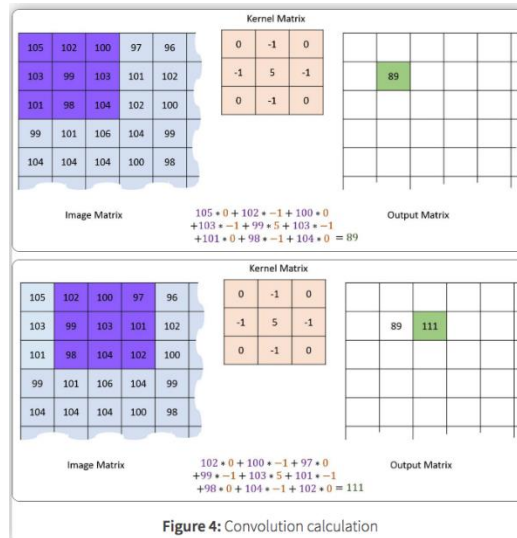 Kernel Matrix
105 102 100 97 96
103 99 103 101 102
101 98 104 102 100
99 101 106 104 99
104 104 104 100 98
0 -1 0
-1 5 -1
0 -1 0
89
Image Matrix
105 * 0 + 102 * -1 + 100 * 0
+103 * -1 + 99 * 5 + 103 * -1
+101 * 0 + 98 * -1 + 104 * 0 = 89
Output Matrix
Kernel Matrix
105 102 100 97 96
103 99 103 101 102
101 98 104 102 100
99 101 106 104 99
104 104 104 100 98
0 -1 0
-1 5 -1
0 -1 0
89 111
Image Matrix
102 * 0 + 100 * -1 + 97 * 0
+99 * -1 + 103 * 5 + 101 * -1
+98 * 0 + 104 * -1 + 102 * 0 = 111
Output Matrix
Figure 4: Convolution calculation